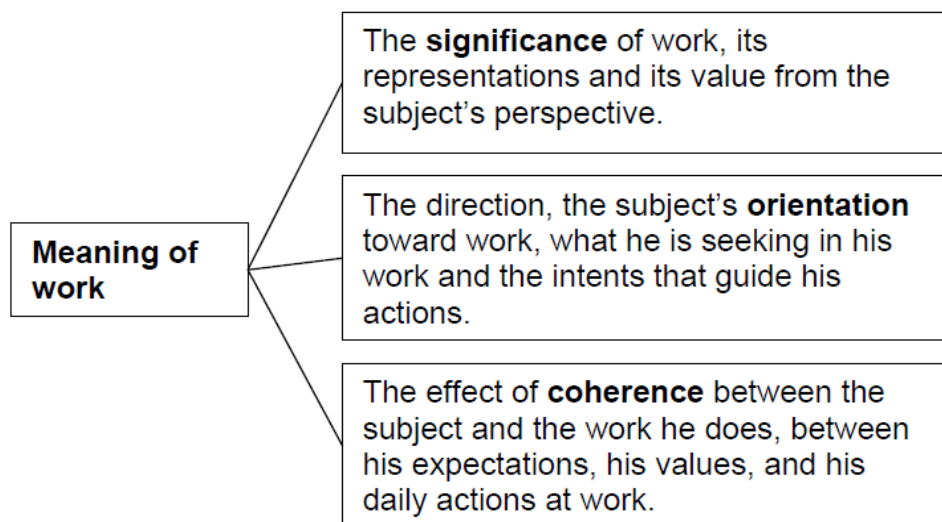 The significance of work, its
representations and its value from the
subject's perspective.
Meaning of
work
The direction, the subject's orientation
toward work, what he is seeking in his
work and the intents that guide his
actions.
The effect of coherence between the
subject and the work he does, between
his expectations, his values, and his
daily actions at work.